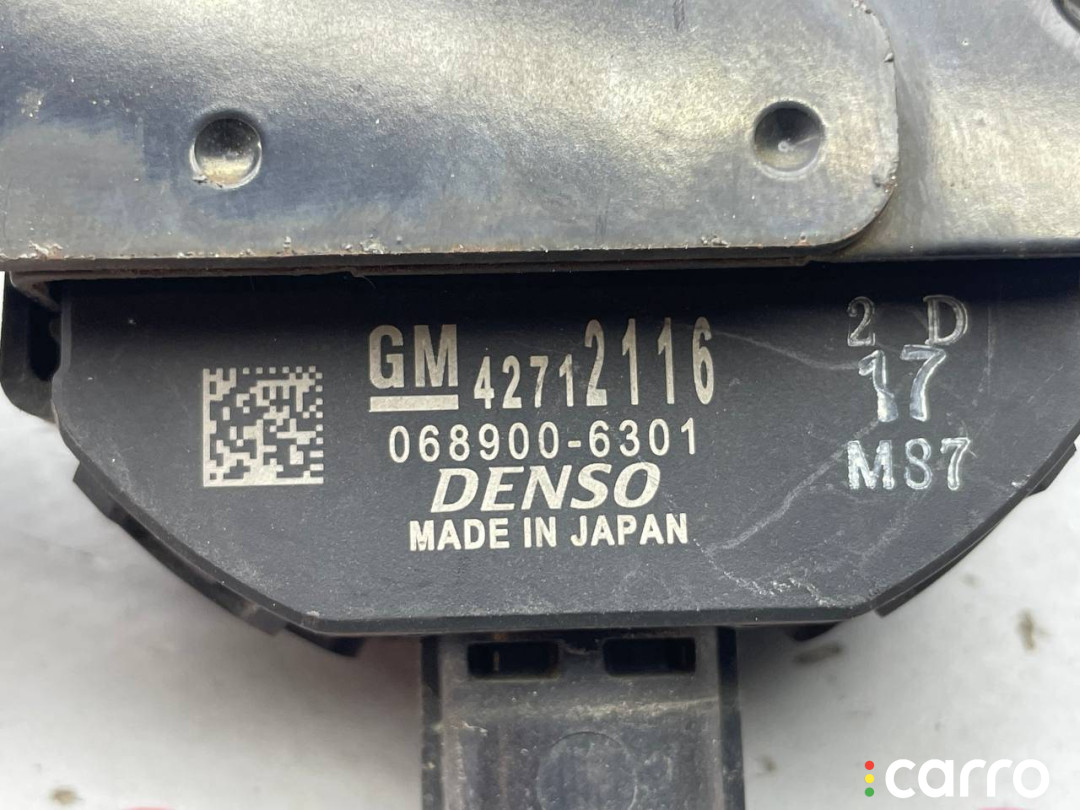 GM 42712116
068900-6301
DENSO
MADE IN JAPAN
2 D
17
M87
carro